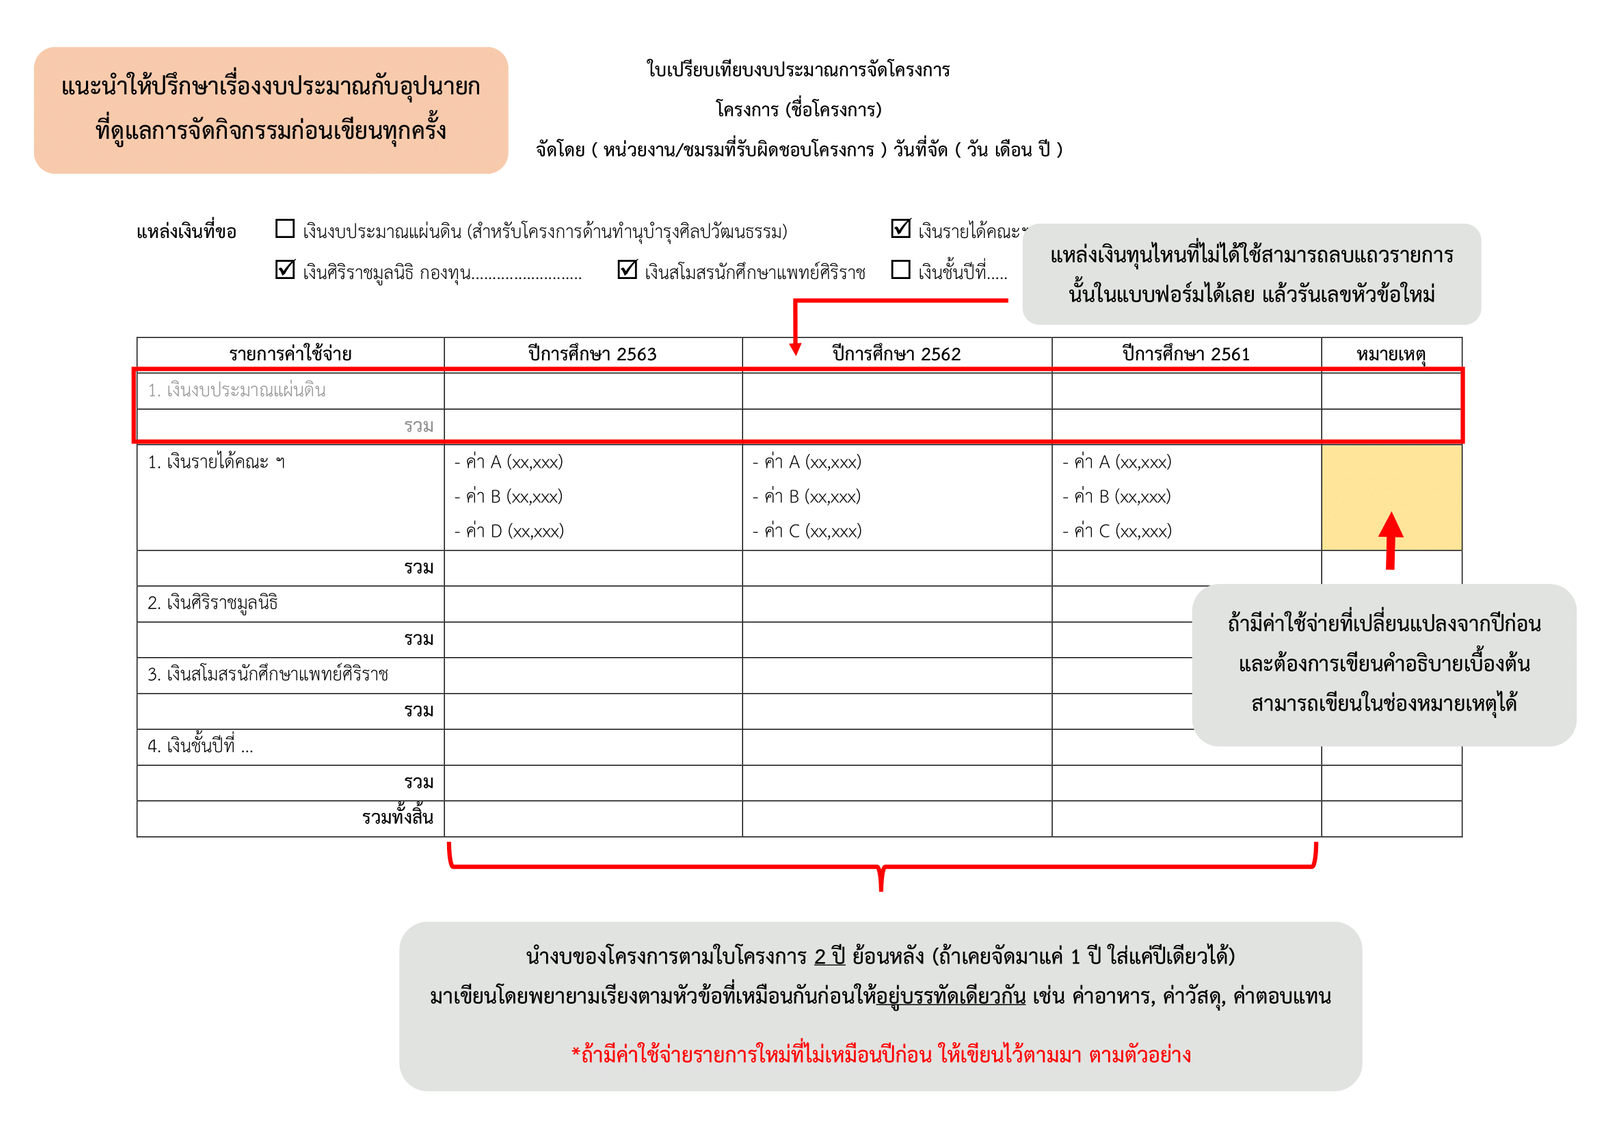 แนะนำให้ปรึกษาเรื่องงบประมาณกับอุปนายก
ที่ดูแลการจัดกิจกรรมก่อนเขียนทุกครั้ง
ใบเปรียบเทียบงบประมาณการจัดโครงการ
โครงการ (ชื่อโครงการ)
จัดโดย ( หน่วยงาน/ชมรมที่รับผิดชอบโครงการ ) วันที่จัด ( วัน เดือน ปี )
แหล่งเงินที่ขอ ☐ เงินงบประมาณแผ่นดิน (สำหรับโครงการด้านทำนุบำรุงศิลปวัฒนธรรม) ☑ เงินรายได้คณะฯ
☑ เงินศิริราชมูลนิธิ กองทุน.......................... ☑ เงินสโมสรนักศึกษาแพทย์ศิริราช ☐ เงินชั้นปีที่.....
แหล่งเงินทุนไหนที่ไม่ได้ใช้สามารถลบแถวรายการ
นั้นในแบบฟอร์มได้เลย แล้วรันเลขหัวข้อใหม่
รายการค่าใช้จ่าย ปีการศึกษา 2563 ปีการศึกษา 2562 ปีการศึกษา 2561 หมายเหตุ
1. เงินงบประมาณแผ่นดิน
รวม
1. เงินรายได้คณะ ฯ - ค่า A (xx,xxx) - ค่า A (xx,xxx) - ค่า A (xx,xxx)
- ค่า B (xx,xxx) - ค่า B (xx,xxx) - ค่า B (xx,xxx)
- ค่า D (xx,xxx) - ค่า C (xx,xxx) - ค่า C (xx,xxx)
รวม
2. เงินศิริราชมูลนิธิ
รวม
3. เงินสโมสรนักศึกษาแพทย์ศิริราช
รวม
4. เงินชั้นปีที่ ...
รวม
รวมทั้งสิ้น
ถ้ามีค่าใช้จ่ายที่เปลี่ยนแปลงจากปีก่อน
และต้องการเขียนคำอธิบายเบื้องต้น
สามารถเขียนในช่องหมายเหตุได้
นำงบของโครงการตามใบโครงการ 2 ปี ย้อนหลัง (ถ้าเคยจัดมาแค่ 1 ปี ใส่แค่ปีเดียวได้)
มาเขียนโดยพยายามเรียงตามหัวข้อที่เหมือนกันก่อนให้อยู่บรรทัดเดียวกัน เช่น ค่าอาหาร, ค่าวัสดุ, ค่าตอบแทน
*ถ้ามีค่าใช้จ่ายรายการใหม่ที่ไม่เหมือนปีก่อน ให้เขียนไว้ตามมา ตามตัวอย่าง